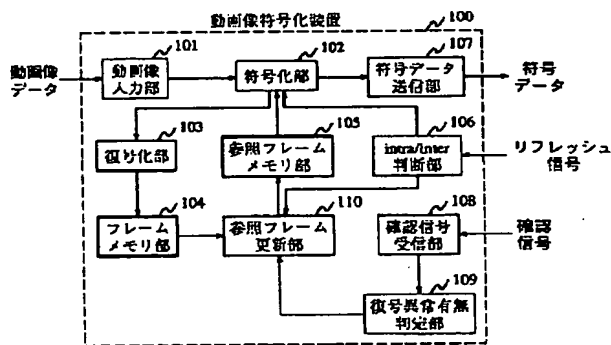 動画像符号化装置
100
101
102
107
動画像
データ
動画像
入力部
符号化部
符号データ
送信部
符号
データ
103
105
106
復号化部
参照フレーム
メモリ部
intra/inter
判断部
リフレッシュ
信号
104
110
108
フレーム
メモリ部
参照フレーム
更新部
確認信号
受信部
確認
信号
109
復号異常有無
判定部